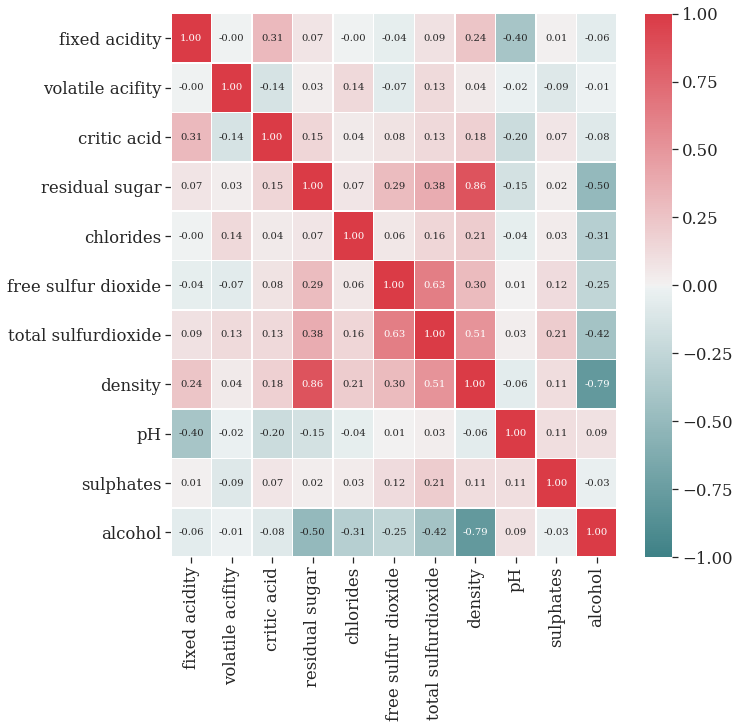 fixed acidity 1.00 -0.00 0.31 0.07 -0.00 -0.04 0.09 0.24 -0.40 0.01 -0.06
volatile acifity -0.00 1.00 -0.14 0.03 0.14 -0.07 0.13 0.04 -0.02 -0.09 -0.01
critic acid 0.31 -0.14 1.00 0.15 0.04 0.08 0.13 0.18 -0.20 0.07 -0.08
residual sugar 0.07 0.03 0.15 1.00 0.07 0.29 0.38 0.86 -0.15 0.02 -0.50
chlorides -0.00 0.14 0.04 0.07 1.00 0.06 0.16 0.21 -0.04 0.03 -0.31
free sulfur dioxide -0.04 -0.07 0.08 0.29 0.06 1.00 0.63 0.30 0.01 0.12 -0.25
total sulfurdioxide 0.09 0.13 0.13 0.38 0.16 0.63 1.00 0.51 0.03 0.21 -0.42
density 0.24 0.04 0.18 0.86 0.21 0.30 0.51 1.00 -0.06 0.11 -0.79
pH -0.40 -0.02 -0.20 -0.15 -0.04 0.01 0.03 -0.06 1.00 0.11 0.09
sulphates 0.01 -0.09 0.07 0.02 0.03 0.12 0.21 0.11 0.11 1.00 -0.03
alcohol -0.06 -0.01 -0.08 -0.50 -0.31 -0.25 -0.42 -0.79 0.09 -0.03 1.00
fixed acidity
volatile acifity
critic acid
residual sugar
chlorides
free sulfur dioxide
total sulfurdioxide
density
pH
sulphates
alcohol
1.00
0.75
0.50
0.25
0.00
−0.25
−0.50
−0.75
−1.00